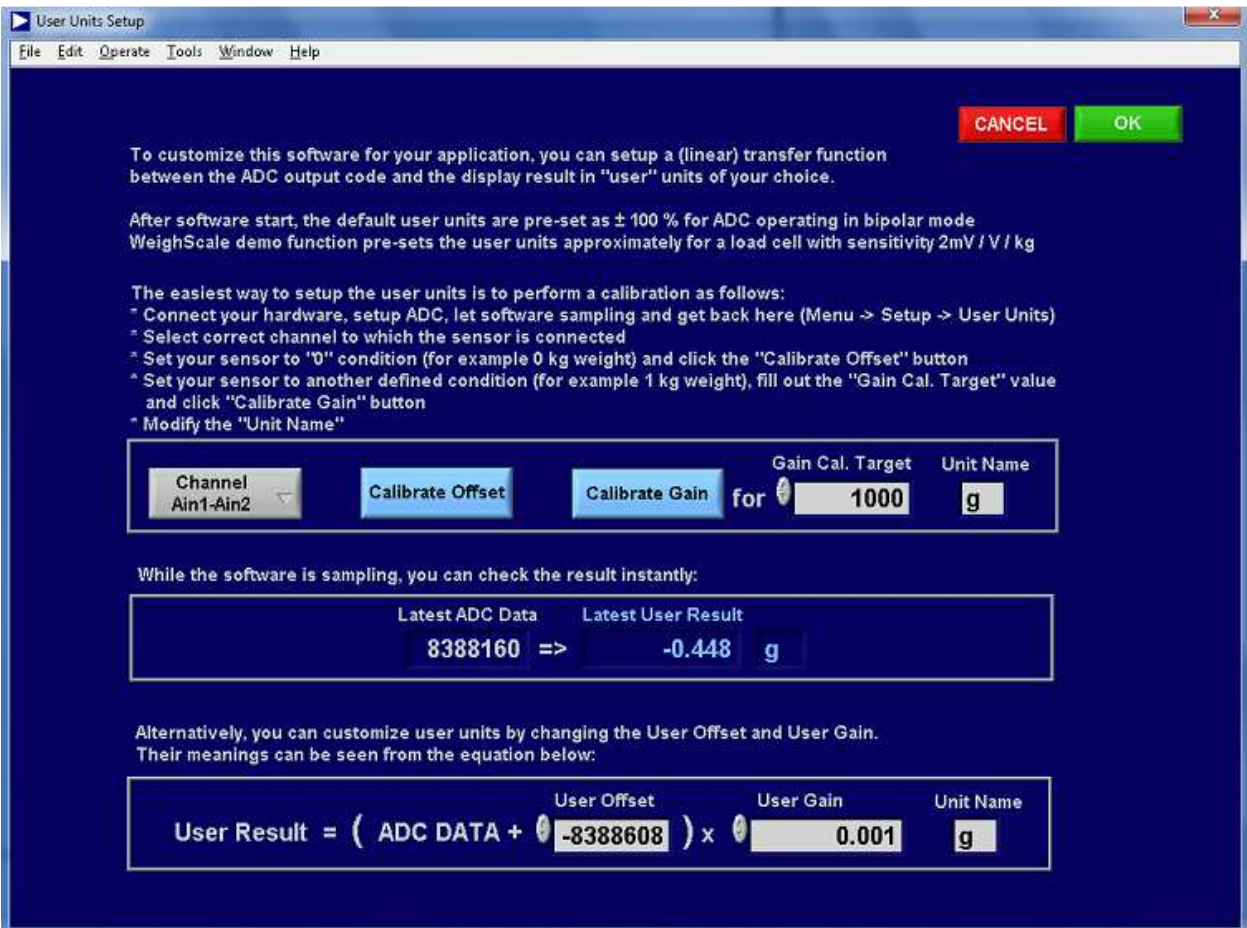 User Units Setup
File Edit Operate Tools Window Help
CANCEL OK
To customize this software for your application, you can setup a (linear) transfer function
between the ADC output code and the display result in "user" units of your choice.
After software start, the default user units are pre-set as ± 100 % for ADC operating in bipolar mode
WeighScale demo function pre-sets the user units approximately for a load cell with sensitivity 2mV / V / kg
The easiest way to setup the user units is to perform a calibration as follows:
* Connect your hardware, setup ADC, let software sampling and get back here (Menu -> Setup -> User Units)
* Select correct channel to which the sensor is connected
* Set your sensor to "0" condition (for example 0 kg weight) and click the "Calibrate Offset" button
* Set your sensor to another defined condition (for example 1 kg weight), fill out the "Gain Cal. Target" value
and click "Calibrate Gain" button
* Modify the "Unit Name"
Gain Cal. Target Unit Name
Channel
Ain1-Ain2
Calibrate Offset Calibrate Gain for 1000 g
While the software is sampling, you can check the result instantly:
Latest ADC Data Latest User Result
8388160 => -0.448 g
Alternatively, you can customize user units by changing the User Offset and User Gain.
Their meanings can be seen from the equation below:
User Offset User Gain Unit Name
User Result = ( ADC DATA + -8388608 ) x 0.001 g